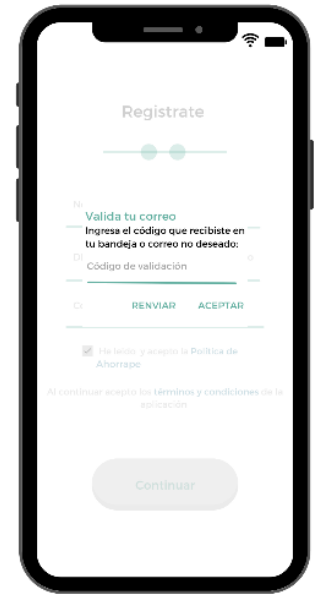 Registrate
Valida tu correo
Ingresa el código que recibiste en
tu bandeja o correo no deseado:
Código de validación
RENVIAR ACEPTAR
He leído y acepto la Política de
Ahorrape
Al continuar acepto los términos y condiciones de la
aplicación
Continuar